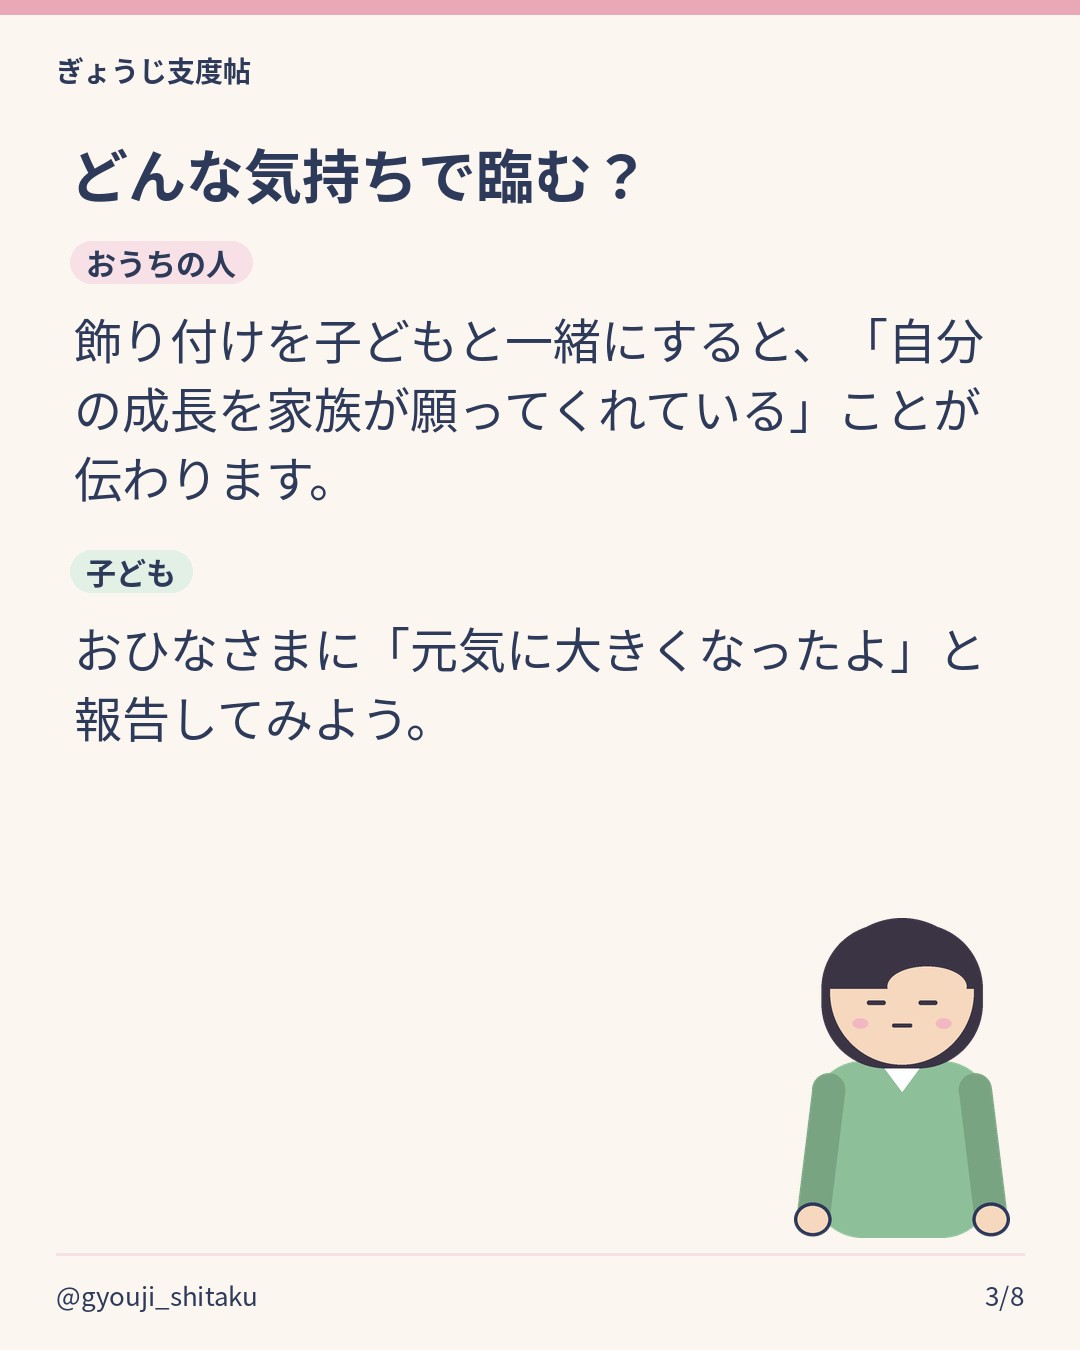 ぎょうじ支度帖
どんな気持ちで臨む？
おうちの人
飾り付けを子どもと一緒にすると、「自分
の成長を家族が願ってくれている」ことが
伝わります。
子ども
おひなさまに「元気に大きくなったよ」と
報告してみよう。
@gyouji_shitaku
3/8